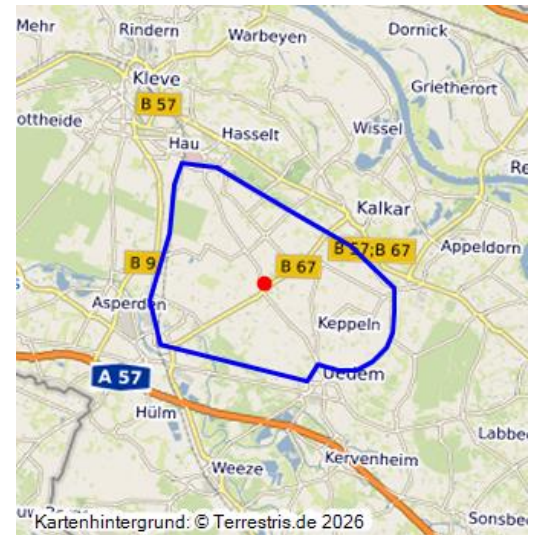 Mehr
Rindern
Dornick
Warbeyen
Kleve
Grietherort
B 57
ottheide
Hasselt
Wissel
Hau
Re
Kalkar
B 57;B 67
Appeldorn
B 9
B 67
Asperden
Keppeln
A 57
Uedem
Hülm
Labbe
Kervenheim
Weeze
Sonsbe
Kartenhintergrund: © Terrestris.de 2026